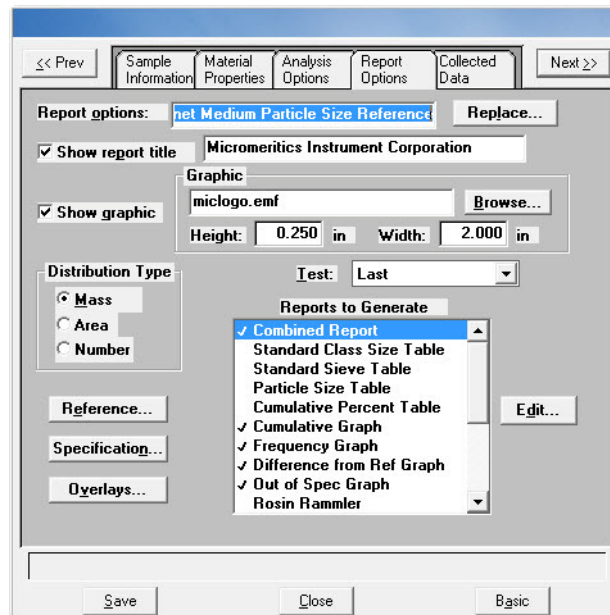 << Prev
Sample Information
Material Properties
Analysis Options
Report Options
Collected Data
Next >>
Report options: net Medium Particle Size Reference Replace...
Show report title Micromeritics Instrument Corporation
Graphic
Show graphic miclogo.emf Browse...
Height: 0.250 in Width: 2.000 in
Distribution Type
Mass
Area
Number
Test: Last
Reports to Generate
Combined Report
Standard Class Size Table
Standard Sieve Table
Particle Size Table
Cumulative Percent Table
Cumulative Graph
Frequency Graph
Difference from Ref Graph
Out of Spec Graph
Rosin Rammler
Edit...
Reference...
Specification...
Overlays...
Save Close Basic